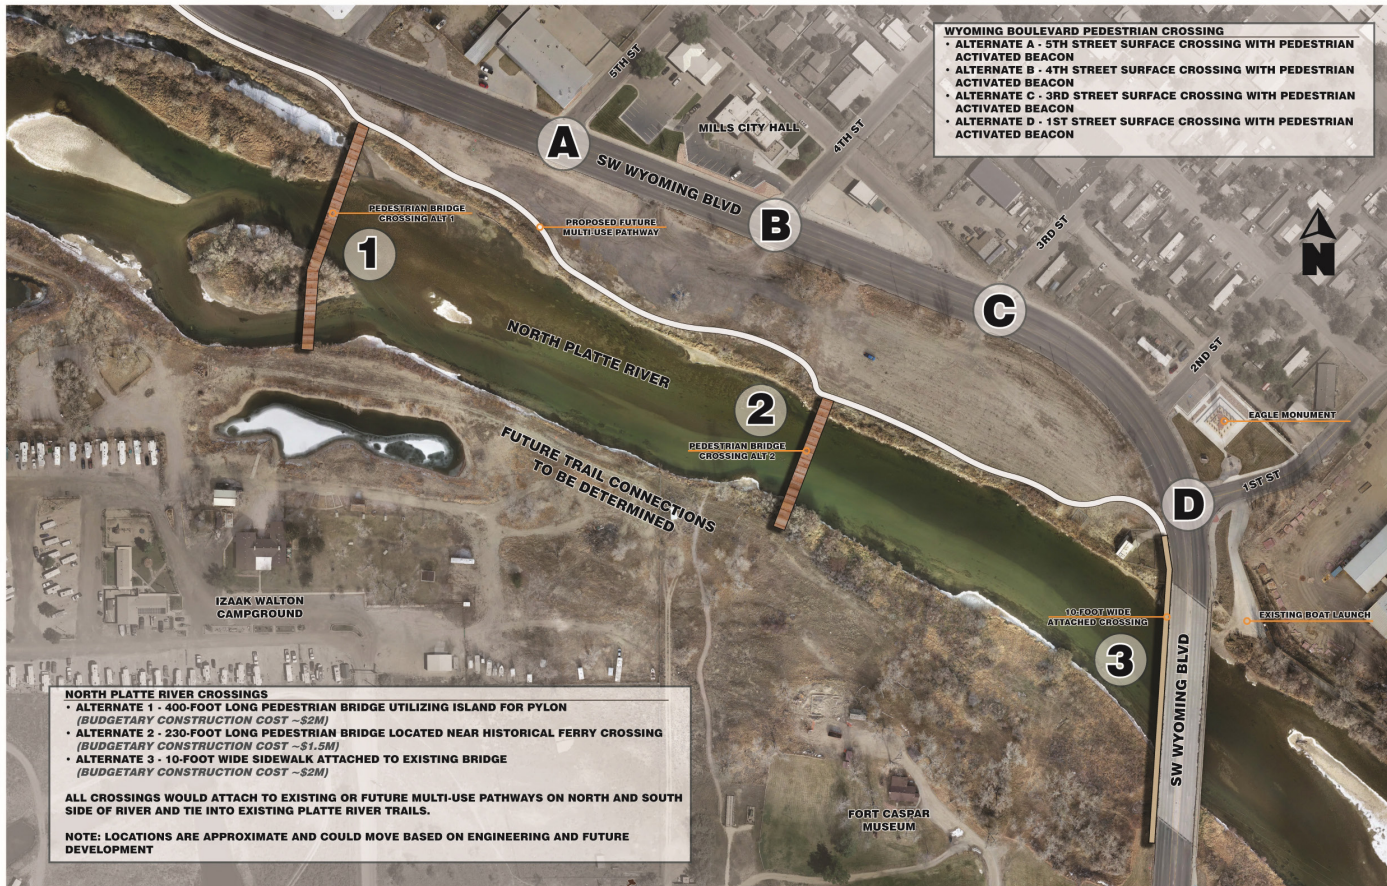 WYOMING BOULEVARD PEDESTRIAN CROSSING
• ALTERNATE A - 5TH STREET SURFACE CROSSING WITH PEDESTRIAN
ACTIVATED BEACON
• ALTERNATE B - 4TH STREET SURFACE CROSSING WITH PEDESTRIAN
ACTIVATED BEACON
• ALTERNATE C - 3RD STREET SURFACE CROSSING WITH PEDESTRIAN
ACTIVATED BEACON
• ALTERNATE D - 1ST STREET SURFACE CROSSING WITH PEDESTRIAN
ACTIVATED BEACON
5TH ST
MILLS CITY HALL
4TH ST
A
SW WYOMING BLVD
B
PEDESTRIAN BRIDGE
CROSSING ALT 1
PROPOSED FUTURE
MULTI-USE PATHWAY
1
3RD ST
N
C
NORTH PLATTE RIVER
2ND ST
2
EAGLE MONUMENT
PEDESTRIAN BRIDGE
CROSSING ALT 2
FUTURE TRAIL CONNECTIONS
TO BE DETERMINED
1ST ST
D
IZAAK WALTON
CAMPGROUND
10-FOOT WIDE
ATTACHED CROSSING
EXISTING BOAT LAUNCH
3
SW WYOMING BLVD
NORTH PLATTE RIVER CROSSINGS
• ALTERNATE 1 - 400-FOOT LONG PEDESTRIAN BRIDGE UTILIZING ISLAND FOR PYLON
(BUDGETARY CONSTRUCTION COST ~$2M)
• ALTERNATE 2 - 230-FOOT LONG PEDESTRIAN BRIDGE LOCATED NEAR HISTORICAL FERRY CROSSING
(BUDGETARY CONSTRUCTION COST ~$1.5M)
• ALTERNATE 3 - 10-FOOT WIDE SIDEWALK ATTACHED TO EXISTING BRIDGE
(BUDGETARY CONSTRUCTION COST ~$2M)
ALL CROSSINGS WOULD ATTACH TO EXISTING OR FUTURE MULTI-USE PATHWAYS ON NORTH AND SOUTH
SIDE OF RIVER AND TIE INTO EXISTING PLATTE RIVER TRAILS.
NOTE: LOCATIONS ARE APPROXIMATE AND COULD MOVE BASED ON ENGINEERING AND FUTURE
DEVELOPMENT
FORT CASPAR
MUSEUM